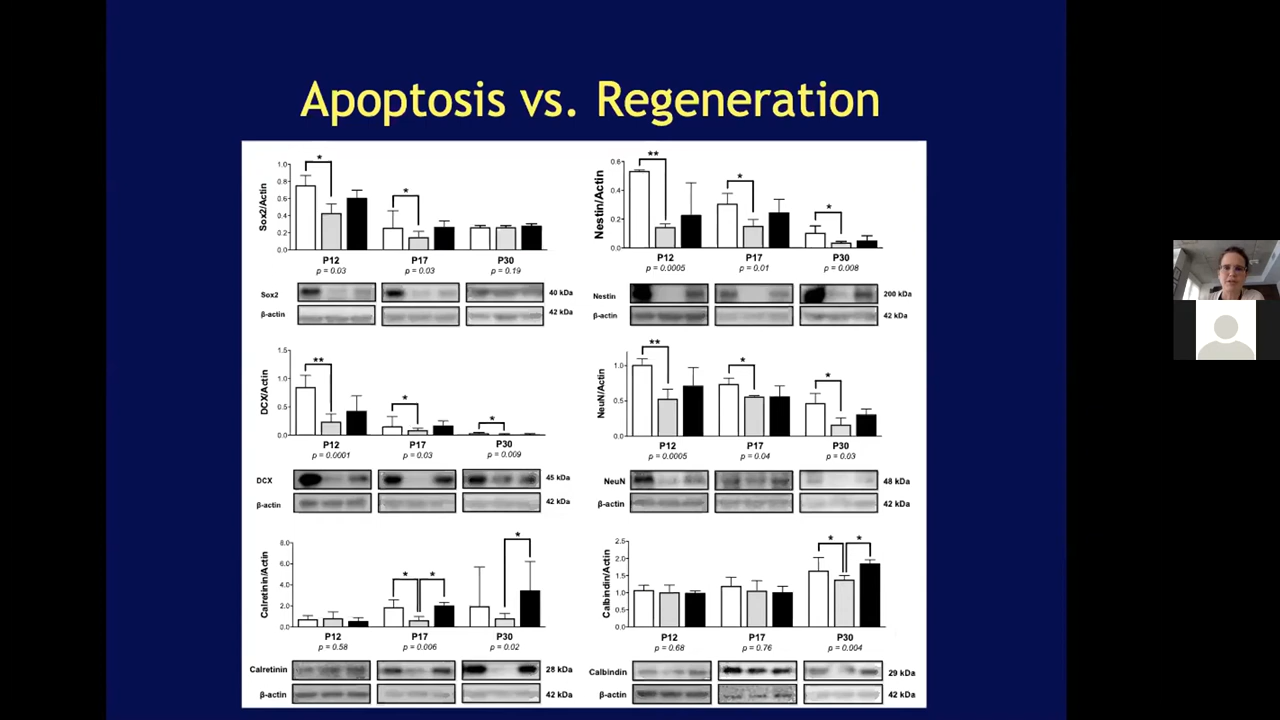 Apoptosis vs. Regeneration
Sox2/Actin
1.0
0.8
0.6
0.4
0.2
0.0
*
*
P12
P17
P30
p = 0.03
p = 0.03
p = 0.19
Sox2
40 kDa
β-actin
42 kDa
Nestin/Actin
0.6
0.4
0.2
0.0
**
*
*
P12
P17
P30
p = 0.0005
p = 0.01
p = 0.008
Nestin
200 kDa
β-actin
42 kDa
DCX/Actin
1.5
1.0
0.5
0.0
**
*
*
P12
P17
P30
p = 0.0001
p = 0.03
p = 0.009
DCX
45 kDa
β-actin
42 kDa
NeuN/Actin
1.0
0.5
0.0
**
*
*
P12
P17
P30
p = 0.0005
p = 0.04
p = 0.03
NeuN
48 kDa
β-actin
42 kDa
Calretinin/Actin
8.0
6.0
4.0
2.0
0.0
*
*
*
P12
P17
P30
p = 0.58
p = 0.006
p = 0.02
Calretinin
28 kDa
β-actin
42 kDa
Calbindin/Actin
2.5
2.0
1.5
1.0
0.5
0.0
*
*
P12
P17
P30
p = 0.68
p = 0.76
p = 0.004
Calbindin
29 kDa
β-actin
42 kDa